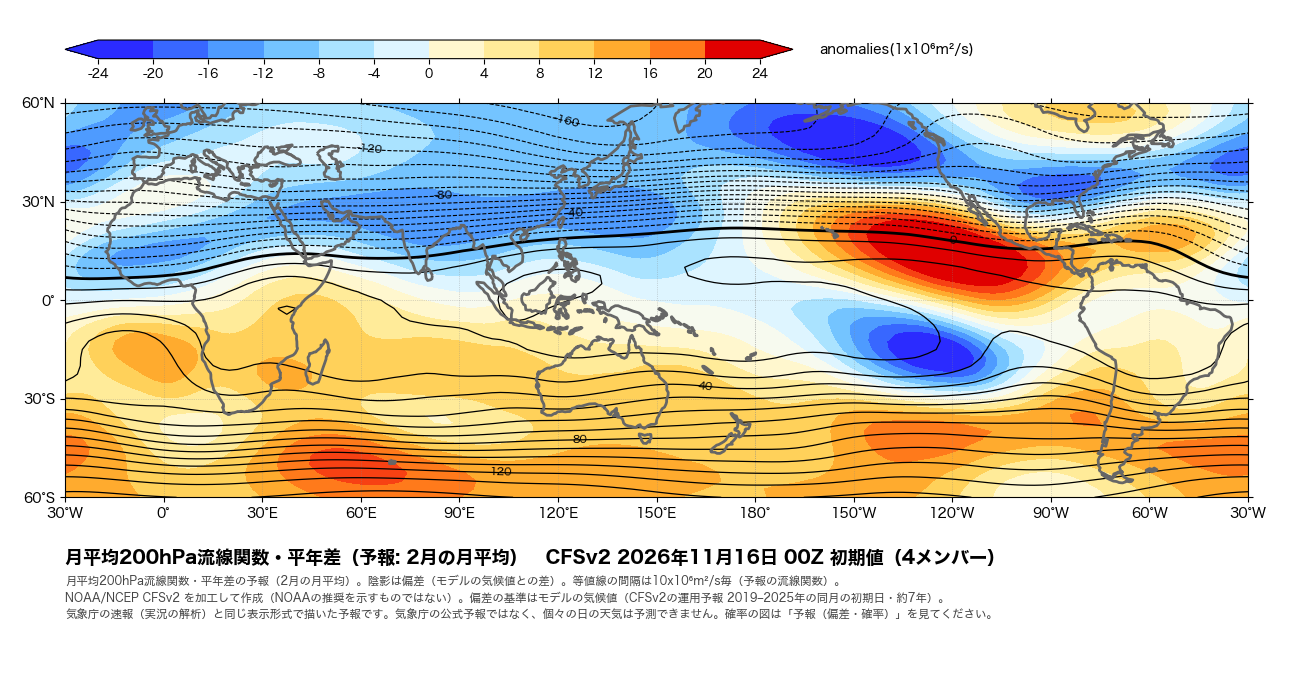 anomalies(1x10⁶m²/s)
-24 -20 -16 -12 -8 -4 0 4 8 12 16 20 24
60°N
160
120
80
30°N
40
0
0°
40
30°S
80
120
60°S
30°W 0° 30°E 60°E 90°E 120°E 150°E 180° 150°W 120°W 90°W 60°W 30°W
月平均200hPa流線関数・平年差（予報: 2月の月平均） CFSv2 2026年11月16日 00Z 初期値（4メンバー）
月平均200hPa流線関数・平年差の予報（2月の月平均）。陰影は偏差（モデルの気候値との差）。等値線の間隔は10x10⁶m²/s毎（予報の流線関数）。
NOAA/NCEP CFSv2 を加工して作成（NOAAの推奨を示すものではない）。偏差の基準はモデルの気候値（CFSv2の運用予報 2019–2025年の同月の初期日・約7年）。
気象庁の速報（実況の解析）と同じ表示形式で描いた予報です。気象庁の公式予報ではなく、個々の日の天気は予測できません。確率の図は「予報（偏差・確率）」を見てください。